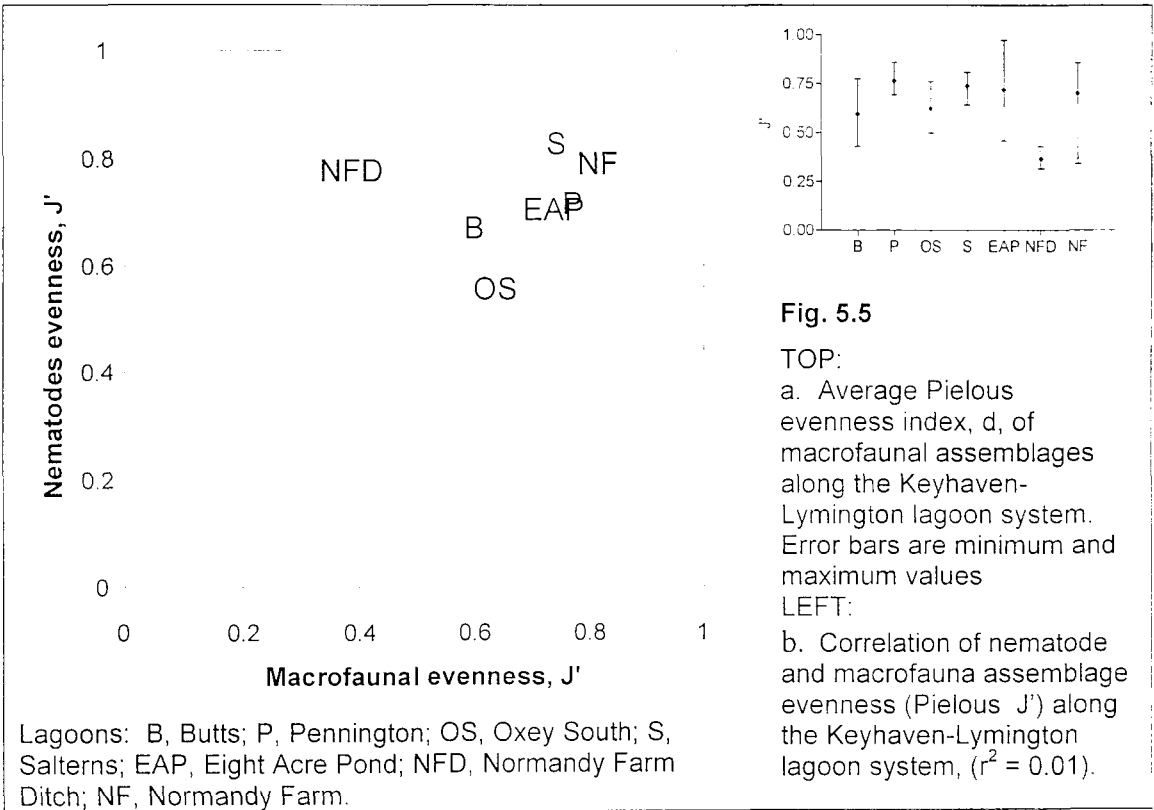 1
0.8
0.6
0.4
0.2
0
Nematodes evenness, J'
NFD
S
NF
EAP
P
B
OS
0 0.2 0.4 0.6 0.8 1
Macrofaunal evenness, J'
Lagoons: B, Butts; P, Pennington; OS, Oxey South; S,
Salterns; EAP, Eight Acre Pond; NFD, Normandy Farm
Ditch; NF, Normandy Farm.
1.00
0.75
0.50
0.25
0.00
J'
B P OS S EAP NFD NF
Fig. 5.5
TOP:
a. Average Pielous
evenness index, d, of
macrofaunal assemblages
along the Keyhaven-
Lymington lagoon system.
Error bars are minimum and
maximum values
LEFT:
b. Correlation of nematode
and macrofauna assemblage
evenness (Pielous J') along
the Keyhaven-Lymington
lagoon system, (r² = 0.01).